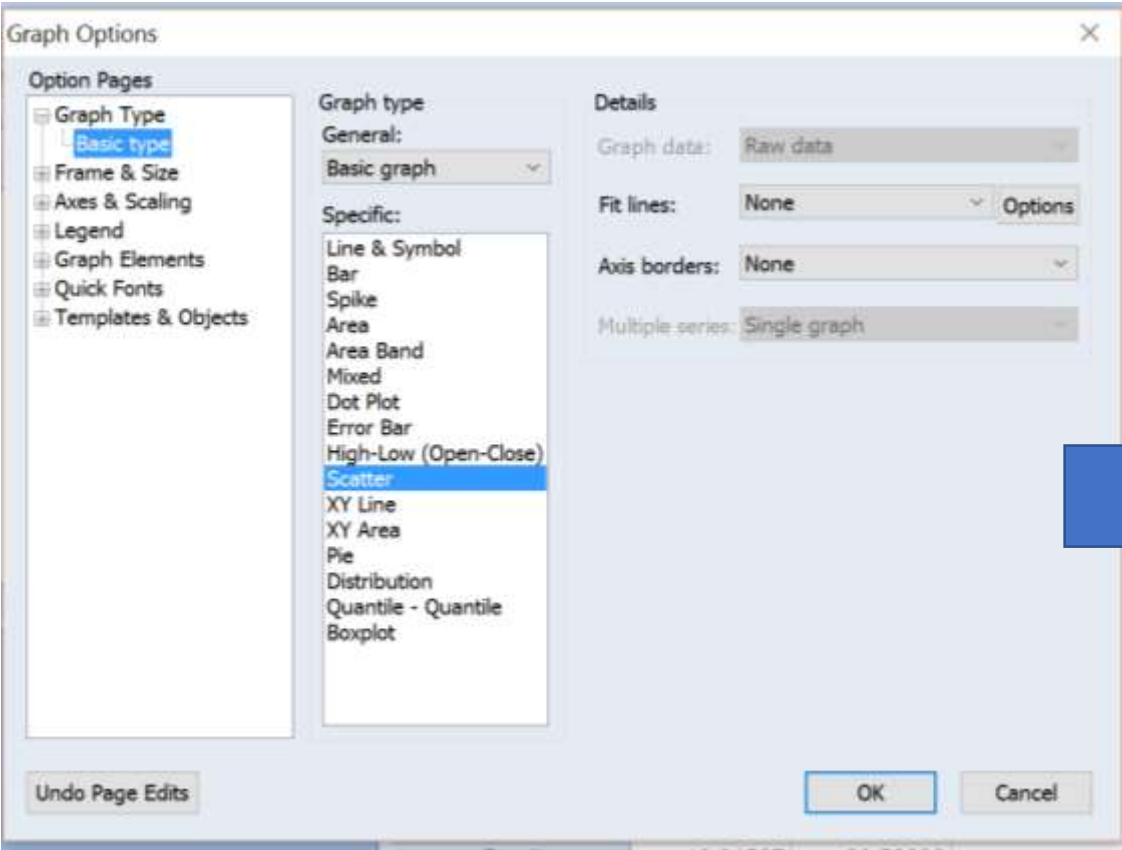 Graph Options
Option Pages
Graph Type
Basic type
Frame & Size
Axes & Scaling
Legend
Graph Elements
Quick Fonts
Templates & Objects
Graph type
General:
Basic graph
Specific:
Line & Symbol
Bar
Spike
Area
Area Band
Mixed
Dot Plot
Error Bar
High-Low (Open-Close)
Scatter
XY Line
XY Area
Pie
Distribution
Quantile - Quantile
Boxplot
Details
Graph data: Raw data
Fit lines: None Options
Axis borders: None
Multiple series: Single graph
Undo Page Edits
OK
Cancel